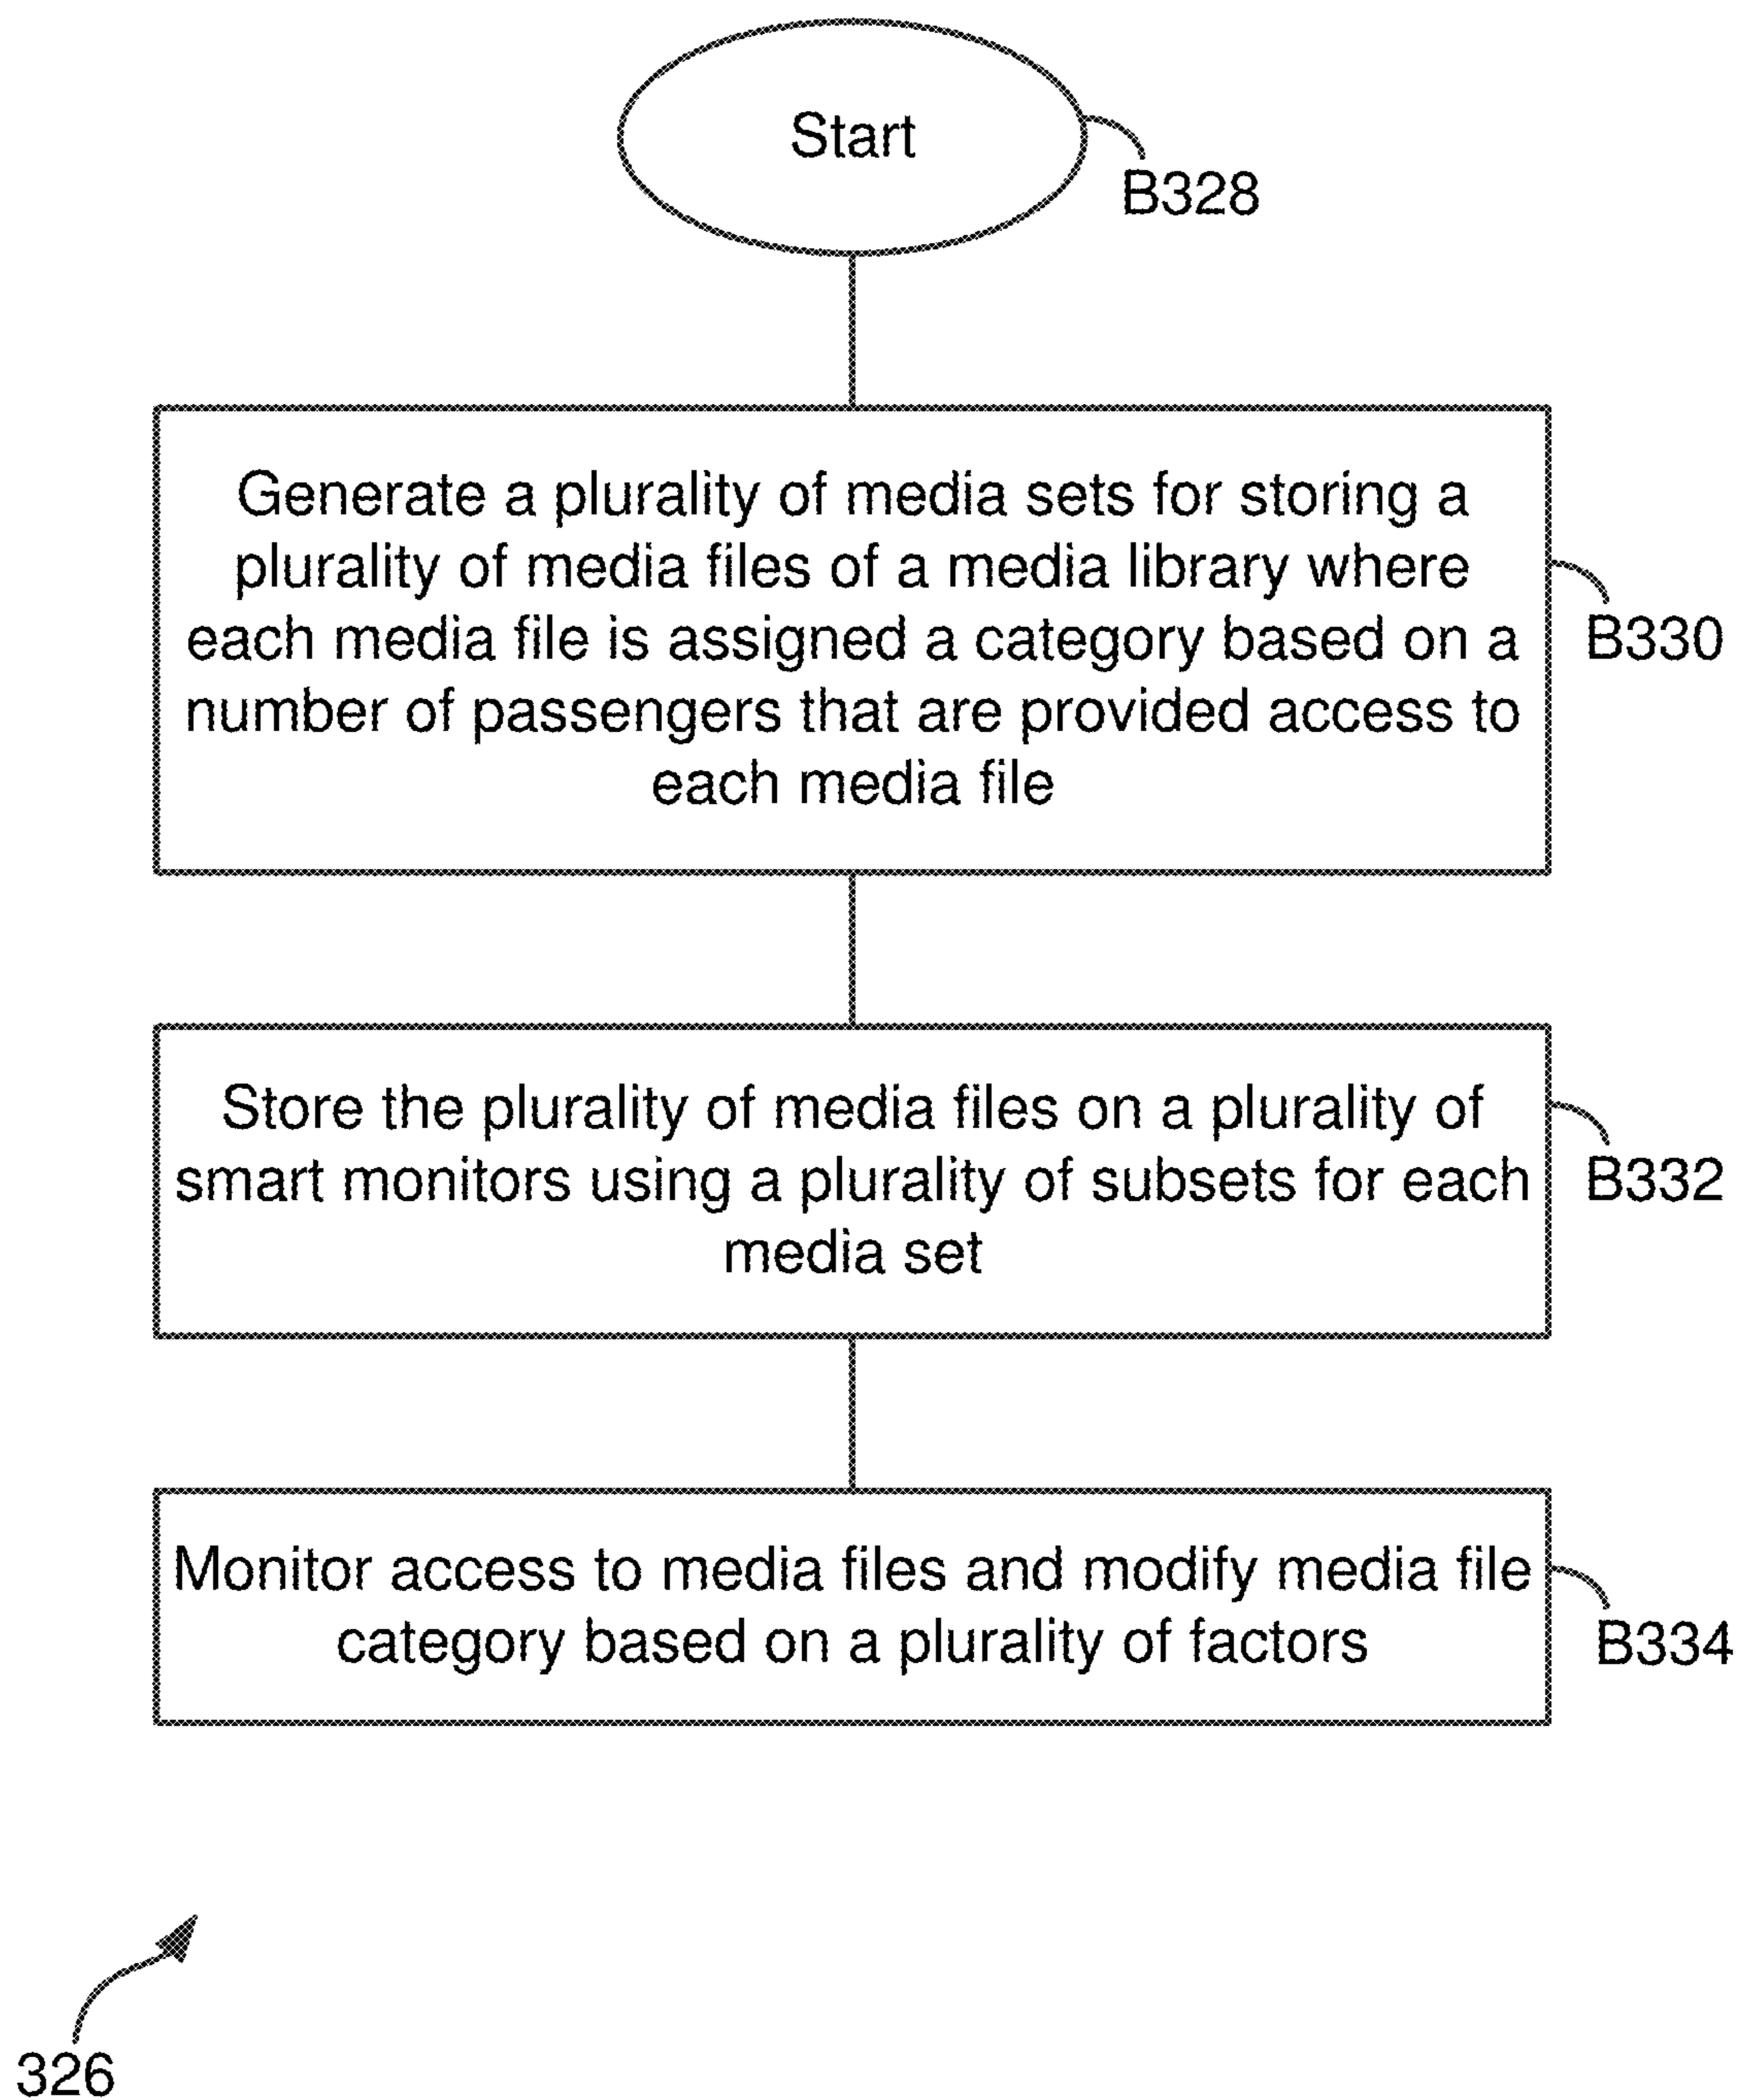 Start
B328
Generate a plurality of media sets for storing a
plurality of media files of a media library where
each media file is assigned a category based on a
number of passengers that are provided access to
each media file
B330
Store the plurality of media files on a plurality of
smart monitors using a plurality of subsets for each
media set
B332
Monitor access to media files and modify media file
category based on a plurality of factors
B334
326